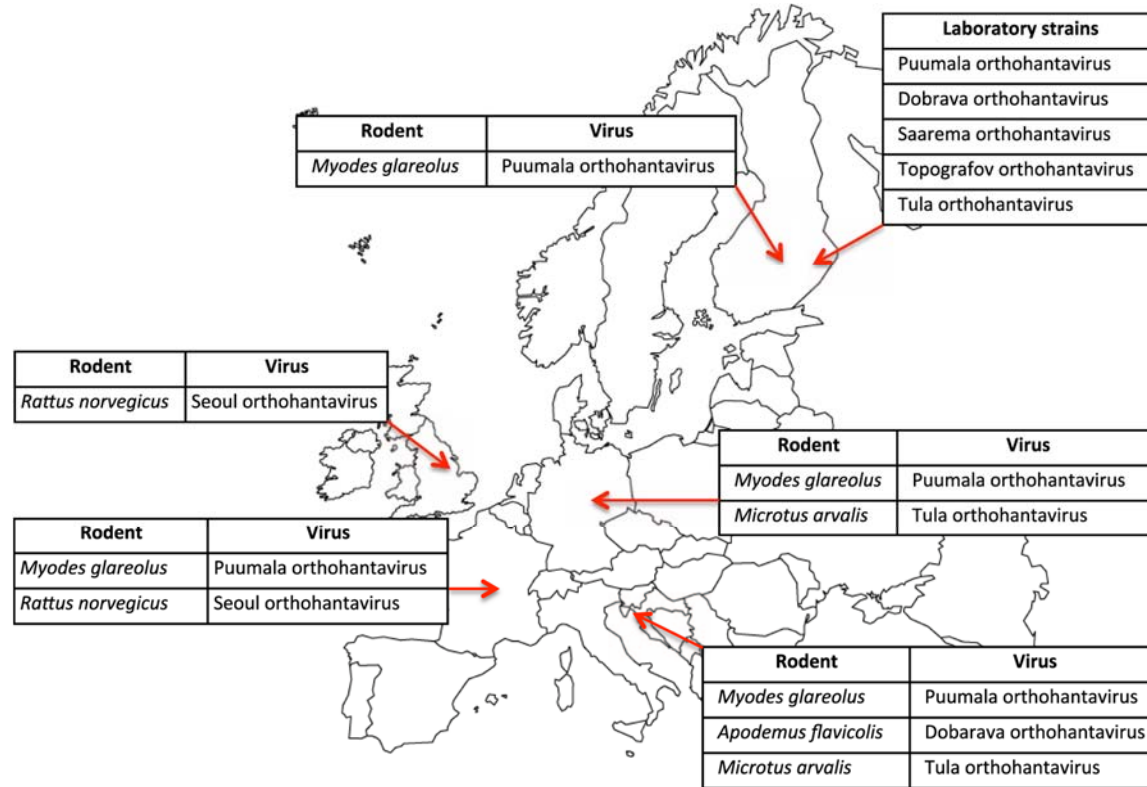 Laboratory strains
Puumala orthohantavirus
Dobrava orthohantavirus
Saarema orthohantavirus
Topografov orthohantavirus
Tula orthohantavirus
Rodent Virus
Myodes glareolus Puumala orthohantavirus
Rodent Virus
Rattus norvegicus Seoul orthohantavirus
Rodent Virus
Myodes glareolus Puumala orthohantavirus
Microtus arvalis Tula orthohantavirus
Rodent Virus
Myodes glareolus Puumala orthohantavirus
Rattus norvegicus Seoul orthohantavirus
Rodent Virus
Myodes glareolus Puumala orthohantavirus
Apodemus flavicolis Dobarava orthohantavirus
Microtus arvalis Tula orthohantavirus